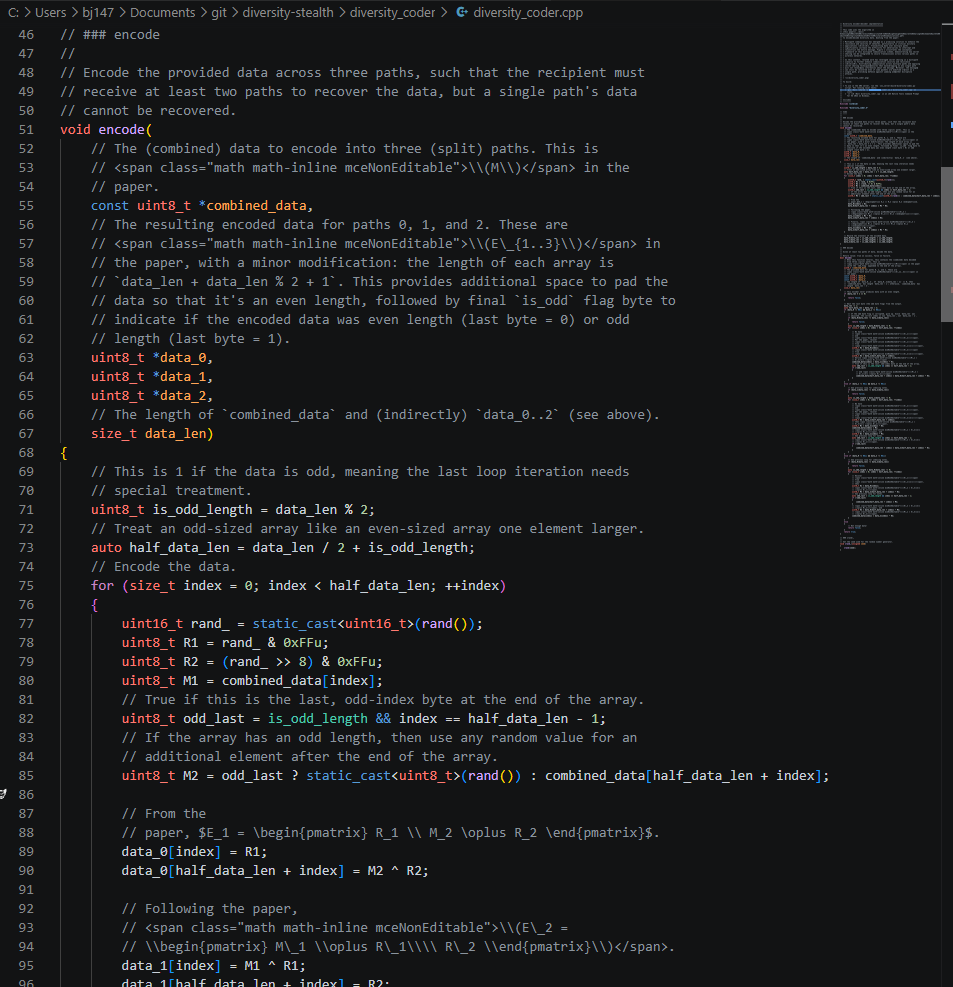 C: > Users > bj147 > Documents > git > diversity-stealth > diversity_coder > diversity_coder.cpp
46 // ### encode
47 //
48 // Encode the provided data across three paths, such that the recipient must
49 // receive at least two paths to recover the data, but a single path's data
50 // cannot be recovered.
51 void encode(
52 // The (combined) data to encode into three (split) paths. This is
53 // <span class="math math-inline mceNonEditable">\\(M\\)</span> in the
54 // paper.
55 const uint8_t *combined_data,
56 // The resulting encoded data for paths 0, 1, and 2. These are
57 // <span class="math math-inline mceNonEditable">\\(E\_{1..3}\\)</span> in
58 // the paper, with a minor modification: the length of each array is
59 // `data_len + data_len % 2 + 1`. This provides additional space to pad the
60 // data so that it's an even length, followed by final `is_odd` flag byte to
61 // indicate if the encoded data was even length (last byte = 0) or odd
62 // length (last byte = 1).
63 uint8_t *data_0,
64 uint8_t *data_1,
65 uint8_t *data_2,
66 // The length of `combined_data` and (indirectly) `data_0..2` (see above).
67 size_t data_len)
68 {
69 // This is 1 if the data is odd, meaning the last loop iteration needs
70 // special treatment.
71 uint8_t is_odd_length = data_len % 2;
72 // Treat an odd-sized array like an even-sized array one element larger.
73 auto half_data_len = data_len / 2 + is_odd_length;
74 // Encode the data.
75 for (size_t index = 0; index < half_data_len; ++index)
76 {
77 uint16_t rand_ = static_cast<uint16_t>(rand());
78 uint8_t R1 = rand_ & 0xFFu;
79 uint8_t R2 = (rand_ >> 8) & 0xFFu;
80 uint8_t M1 = combined_data[index];
81 // True if this is the last, odd-index byte at the end of the array.
82 uint8_t odd_last = is_odd_length && index == half_data_len - 1;
83 // If the array has an odd length, then use any random value for an
84 // additional element after the end of the array.
85 uint8_t M2 = odd_last ? static_cast<uint8_t>(rand()) : combined_data[half_data_len + index];
86
87 // From the
88 // paper, $E_1 = \begin{pmatrix} R_1 \\ M_2 \oplus R_2 \end{pmatrix}$.
89 data_0[index] = R1;
90 data_0[half_data_len + index] = M2 ^ R2;
91
92 // Following the paper,
93 // <span class="math math-inline mceNonEditable">\\(E\_2 =
94 // \\begin{pmatrix} M\_1 \\oplus R\_1\\\\ R\_2 \\end{pmatrix}\\)</span>.
95 data_1[index] = M1 ^ R1;
96 data_1[half_data_len + index] = R2;